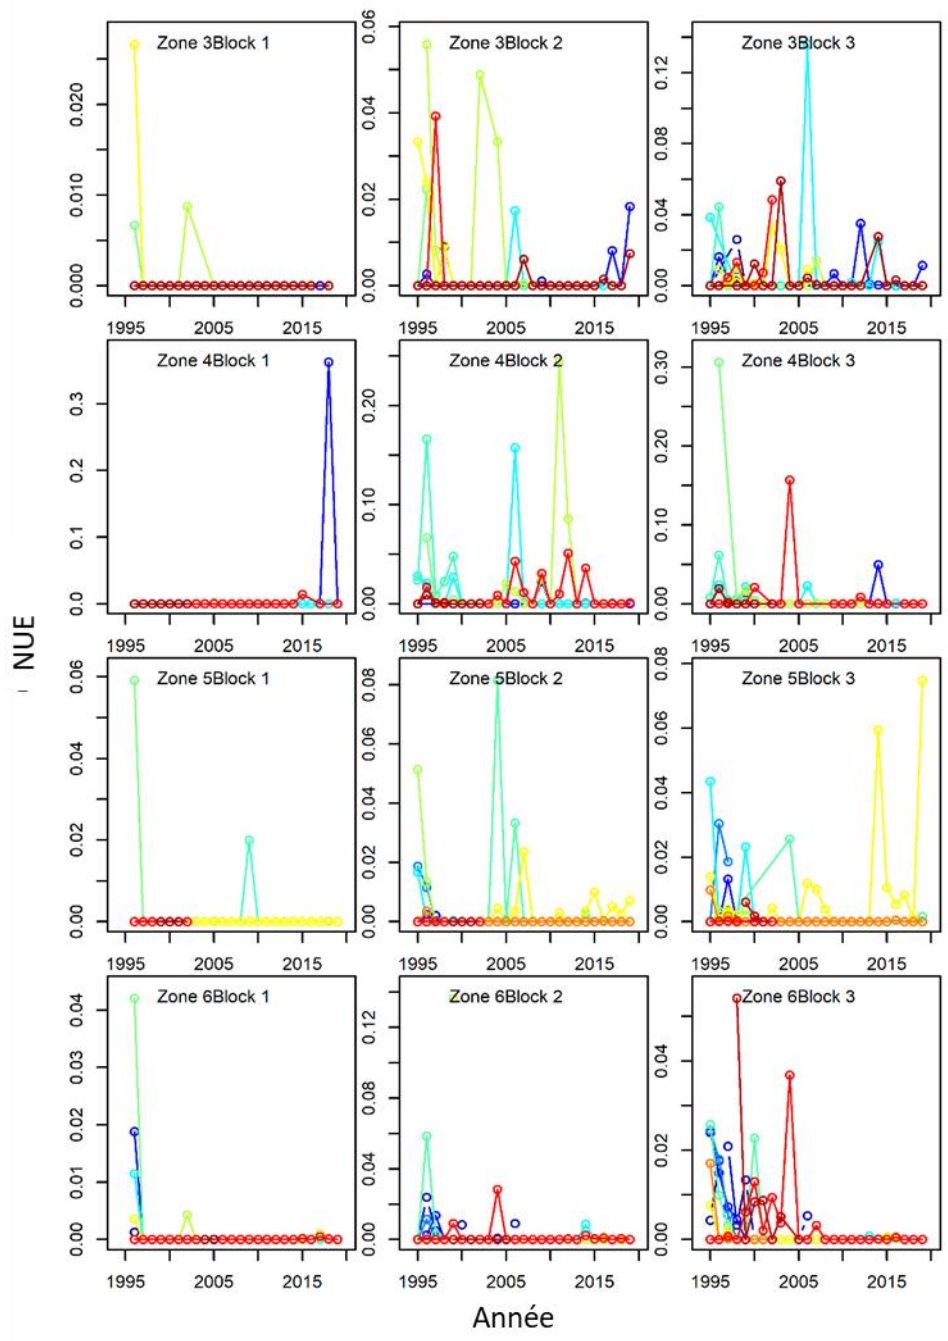 Zone 3Block 1
0.000 0.010 0.020
1995 2005 2015
Zone 3Block 2
0.00 0.02 0.04 0.06
1995 2005 2015
Zone 3Block 3
0.00 0.04 0.08 0.12
1995 2005 2015
Zone 4Block 1
0.0 0.1 0.2 0.3
1995 2005 2015
Zone 4Block 2
0.00 0.10 0.20
1995 2005 2015
Zone 4Block 3
0.00 0.10 0.20 0.30
1995 2005 2015
NUE
Zone 5Block 1
0.00 0.02 0.04 0.06
1995 2005 2015
Zone 5Block 2
0.00 0.02 0.04 0.06 0.08
1995 2005 2015
Zone 5Block 3
0.00 0.02 0.04 0.06 0.08
1995 2005 2015
Zone 6Block 1
0.00 0.01 0.02 0.03 0.04
1995 2005 2015
Zone 6Block 2
0.00 0.04 0.08 0.12
1995 2005 2015
Zone 6Block 3
0.00 0.02 0.04
1995 2005 2015
Année